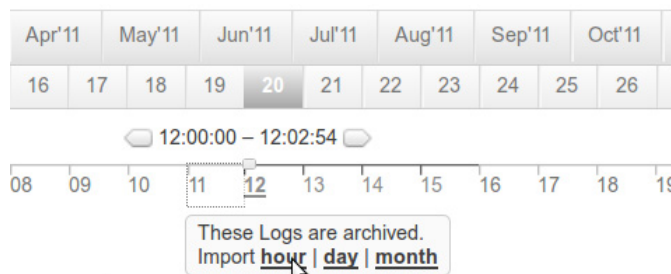 Apr'11 May'11 Jun'11 Jul'11 Aug'11 Sep'11 Oct'11
16 17 18 19 20 21 22 23 24 25 26
12:00:00 – 12:02:54
08 09 10 11 12 13 14 15 16 17 18
These Logs are archived.
Import hour | day | month